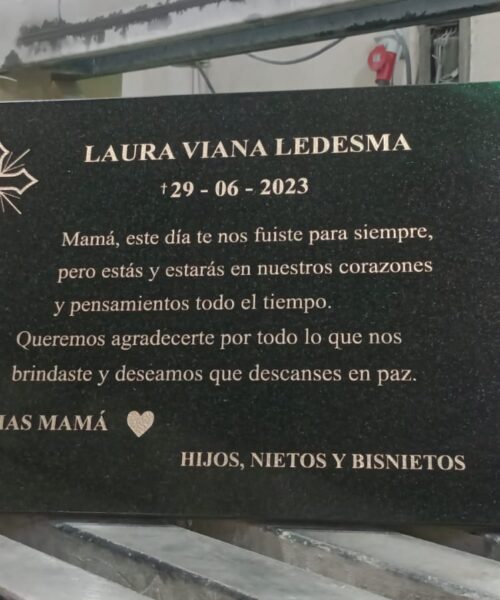 LAURA VIANA LEDESMA
† 29 - 06 - 2023
Mamá, este día te nos fuiste para siempre,
pero estás y estarás en nuestros corazones
y pensamientos todo el tiempo.
Queremos agradecerte por todo lo que nos
brindaste y deseamos que descanses en paz.
MAMÁ
HIJOS, NIETOS Y BISNIETOS